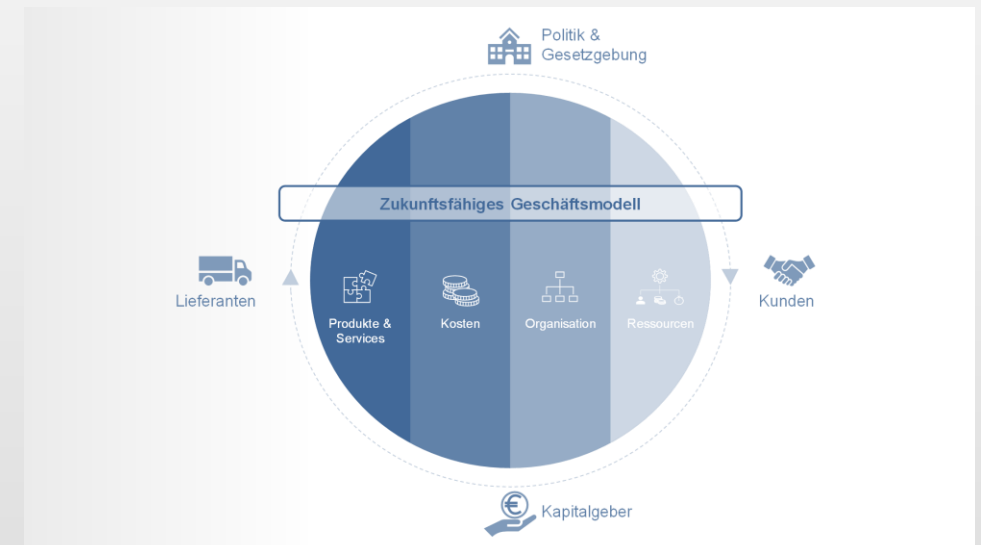 Politik &
Gesetzgebung
Zukunftsfähiges Geschäftsmodell
Lieferanten
Produkte &
Services
Kosten
Organisation
Ressourcen
Kunden
€
Kapitalgeber